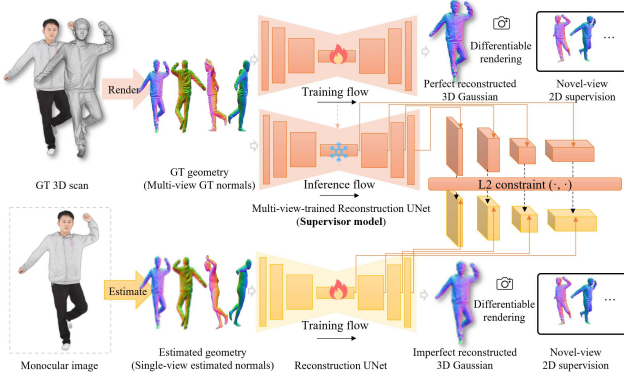 Render
GT 3D scan
GT geometry
(Multi-view GT normals)
Training flow
Perfect reconstructed
3D Gaussian
Differentiable
rendering
...
Novel-view
2D supervision
Inference flow
Multi-view-trained Reconstruction UNet
(Supervisor model)
L2 constraint (·, ·)
Monocular image
Estimate
Estimated geometry
(Single-view estimated normals)
Training flow
Reconstruction UNet
Imperfect reconstructed
3D Gaussian
Differentiable
rendering
...
Novel-view
2D supervision